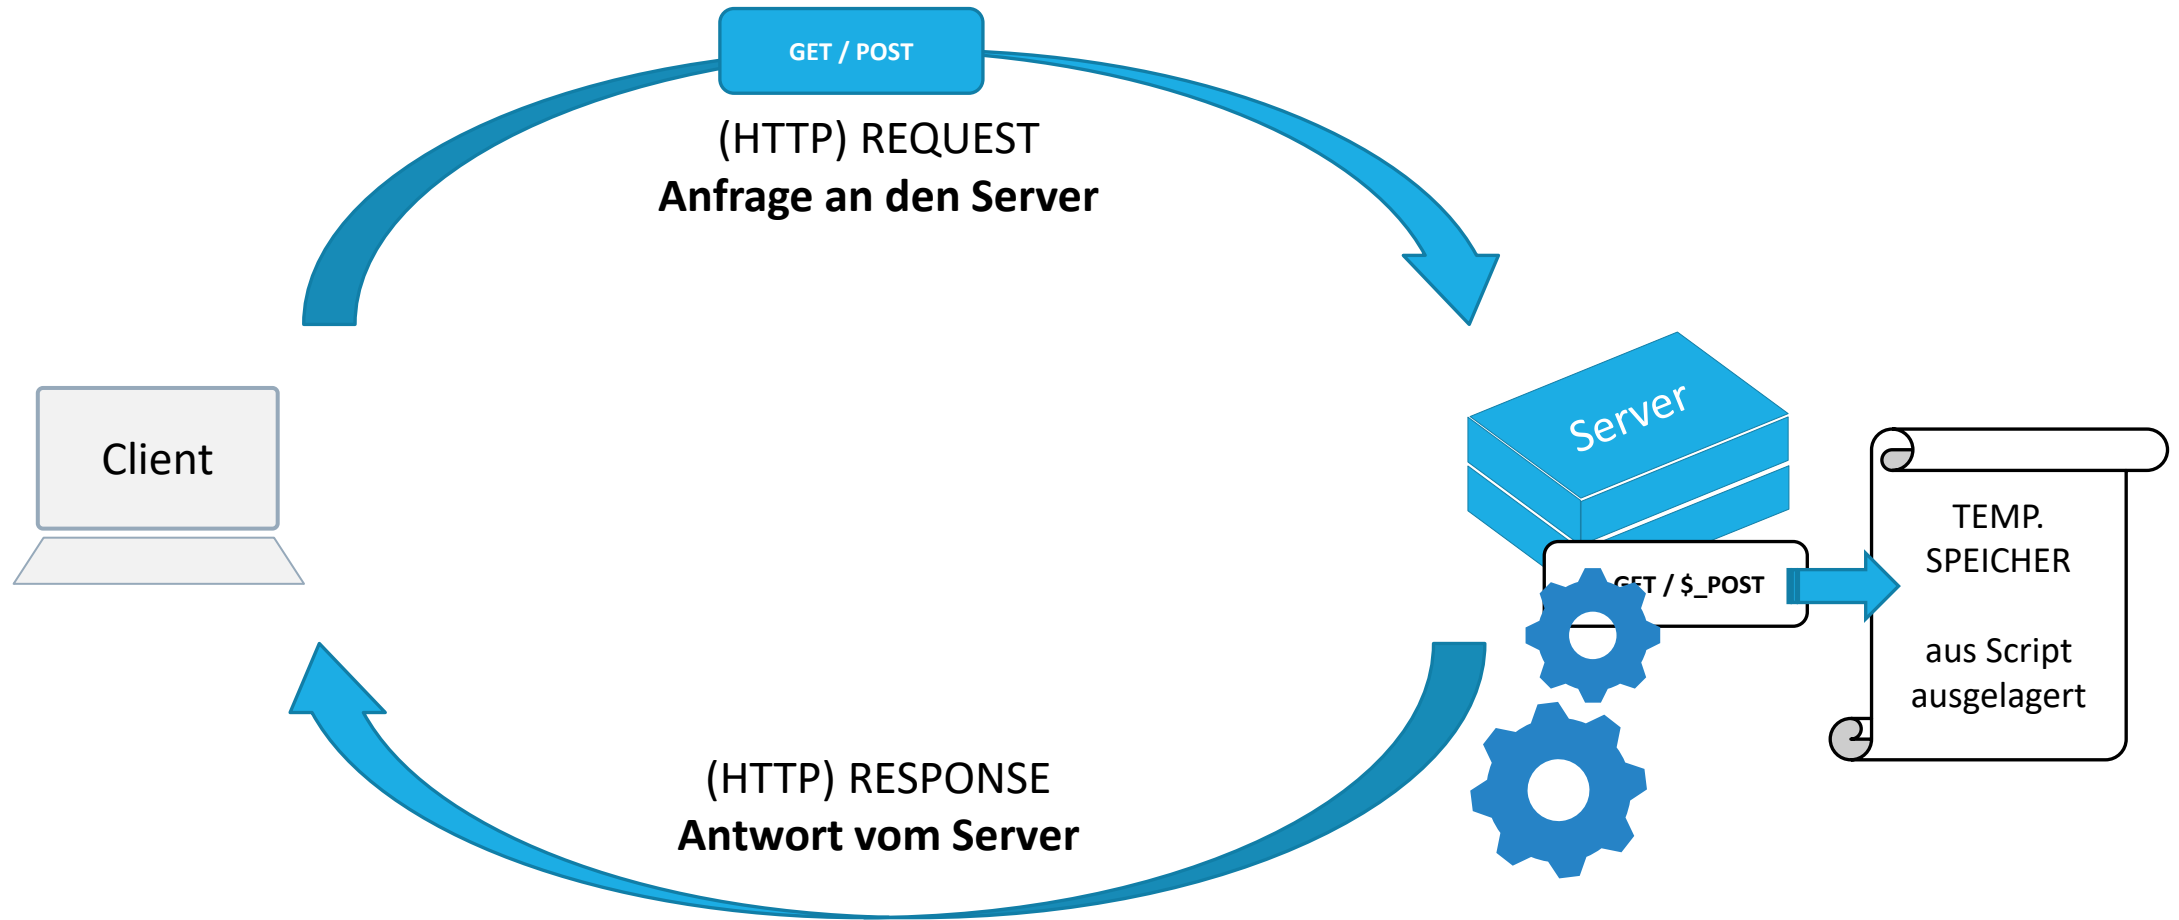 GET / POST
(HTTP) REQUEST
Anfrage an den Server
Client
Server
TEMP.
SPEICHER
GET / $_POST
aus Script
ausgelagert
(HTTP) RESPONSE
Antwort vom Server